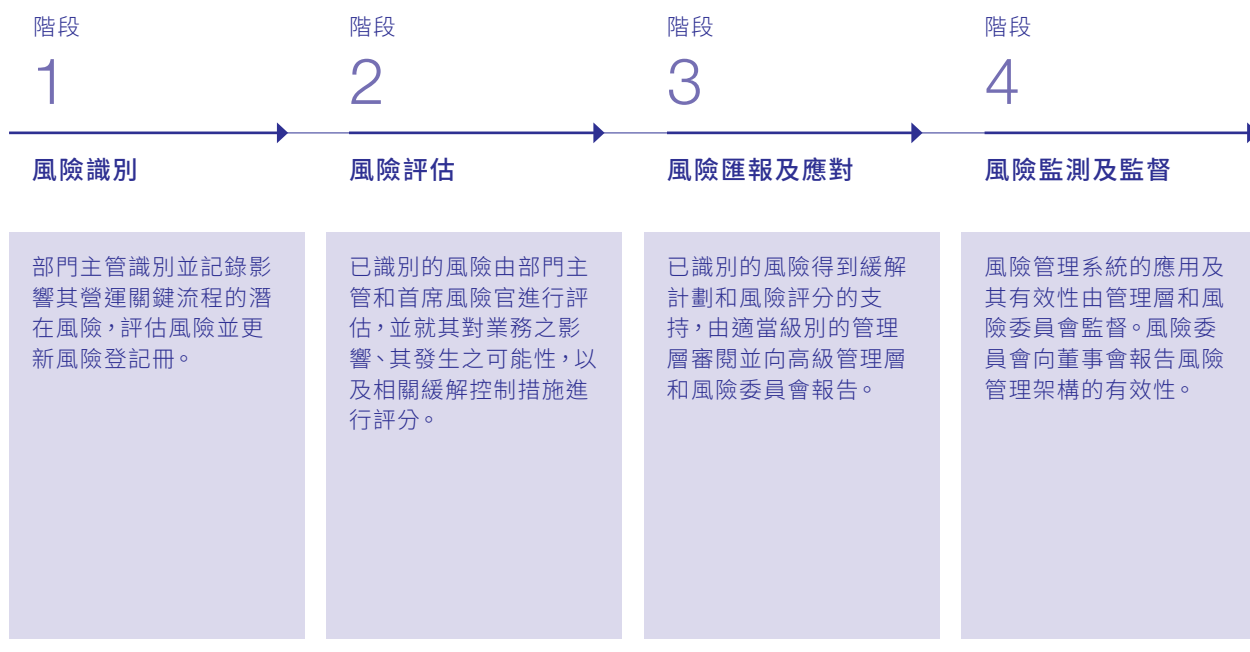 階段
1
風險識別
部門主管識別並記錄影
響其營運關鍵流程的潛
在風險，評估風險並更
新風險登記冊。
階段
2
風險評估
已識別的風險由部門主
管和首席風險官進行評
估，並就其對業務之影
響、其發生之可能性，以
及相關緩解控制措施進
行評分。
階段
3
風險匯報及應對
已識別的風險得到緩解
計劃和風險評分的支
持，由適當級別的管理
層審閱並向高級管理層
和風險委員會報告。
階段
4
風險監測及監督
風險管理系統的應用及
其有效性由管理層和風
險委員會監督。風險委
員會向董事會報告風險
管理架構的有效性。